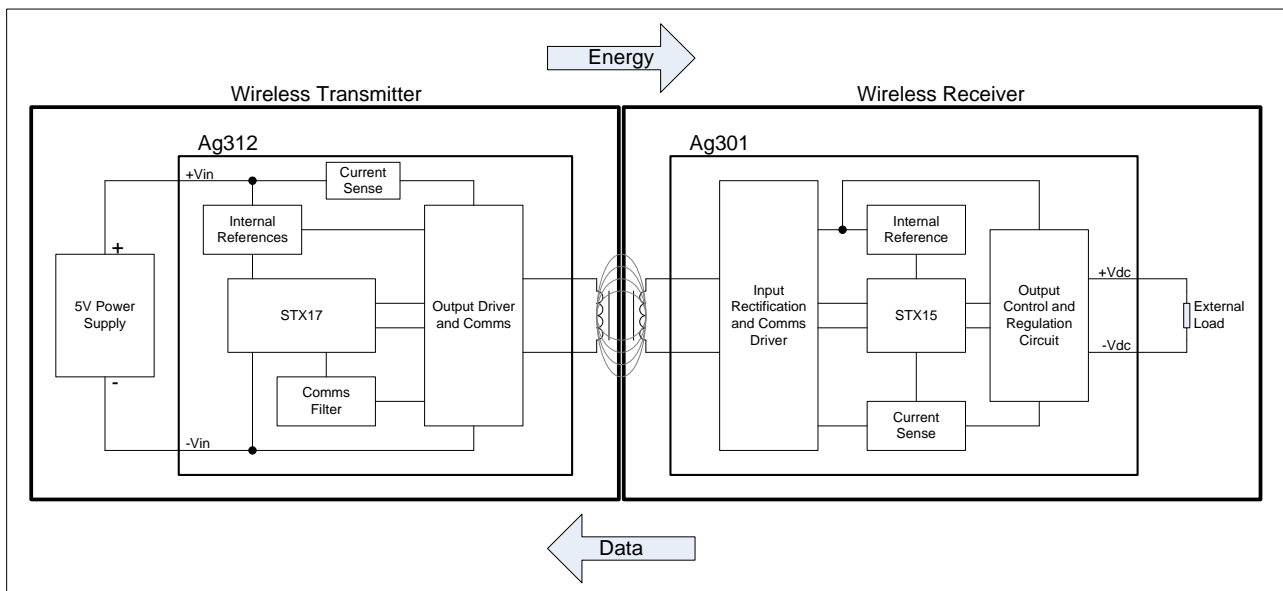 Energy
Wireless Transmitter
Wireless Receiver
Ag312
Ag301
+Vin
Current
Sense
Internal
References
Internal
Reference
+
5V Power
Supply
-
STX17
Output Driver
and Comms
Comms
Filter
-Vin
Input
Rectification
and Comms
Driver
STX15
Output
Control and
Regulation
Circuit
Current
Sense
+Vdc
-Vdc
External
Load
Data